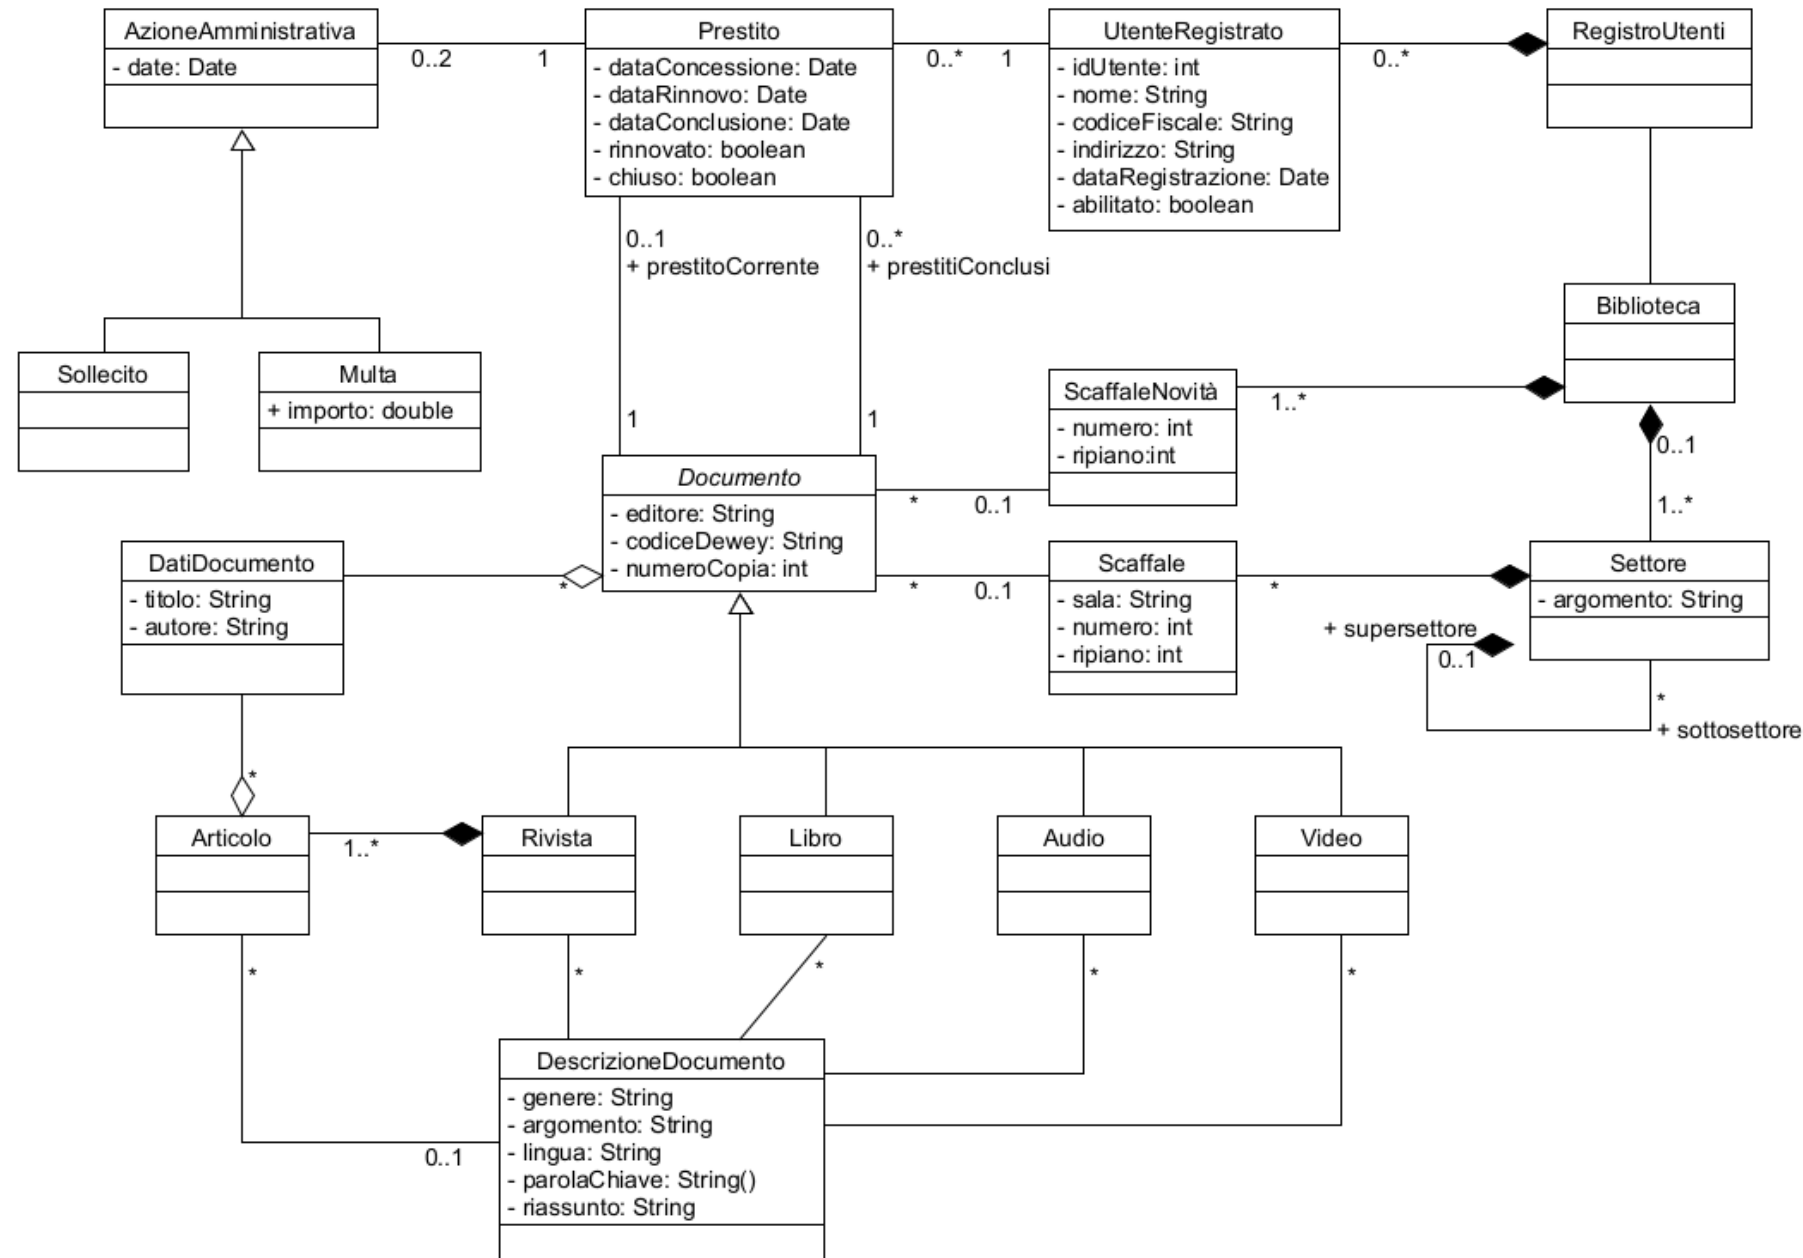 AzioneAmministrativa
- date: Date
0..2
1
Prestito
- dataConcessione: Date
- dataRinnovo: Date
- dataConclusione: Date
- rinnovato: boolean
- chiuso: boolean
0..*
1
UtenteRegistrato
- idUtente: int
- nome: String
- codiceFiscale: String
- indirizzo: String
- dataRegistrazione: Date
- abilitato: boolean
0..*
RegistroUtenti
0..1
+ prestitoCorrente
0..*
+ prestitiConclusi
1
1
Biblioteca
Sollecito
Multa
+ importo: double
ScaffaleNovità
- numero: int
- ripiano:int
1..*
0..1
1..*
Documento
- editore: String
- codiceDewey: String
- numeroCopia: int
*
0..1
*
0..1
DatiDocumento
- titolo: String
- autore: String
*
Scaffale
- sala: String
- numero: int
- ripiano: int
*
Settore
- argomento: String
+ supersettore
0..1
*
+ sottosettore
*
Articolo
1..*
Rivista
Libro
Audio
Video
*
*
*
*
*
DescrizioneDocumento
- genere: String
- argomento: String
- lingua: String
- parolaChiave: String()
- riassunto: String
0..1